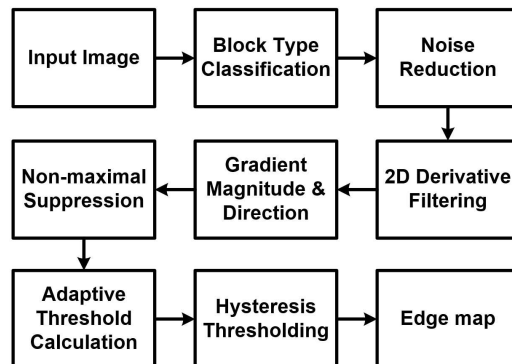 Input Image
Block Type
Classification
Noise
Reduction
2D Derivative
Filtering
Gradient
Magnitude &
Direction
Non-maximal
Suppression
Adaptive
Threshold
Calculation
Hysteresis
Thresholding
Edge map